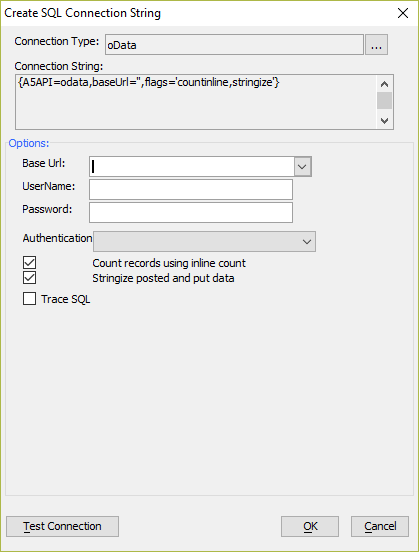 Create SQL Connection String
Connection Type: oData ...
Connection String:
{A5API=odata,baseUrl='',flags='countinline,stringize'}
Options:
Base Url:
UserName:
Password:
Authentication
Count records using inline count
Stringize posted and put data
Trace SQL
Test Connection OK Cancel